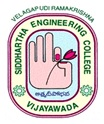 VELAGAPUDI RAMAKRISHNA
SIDDHARTHA ENGINEERING COLLEGE
VIJAYAWADA